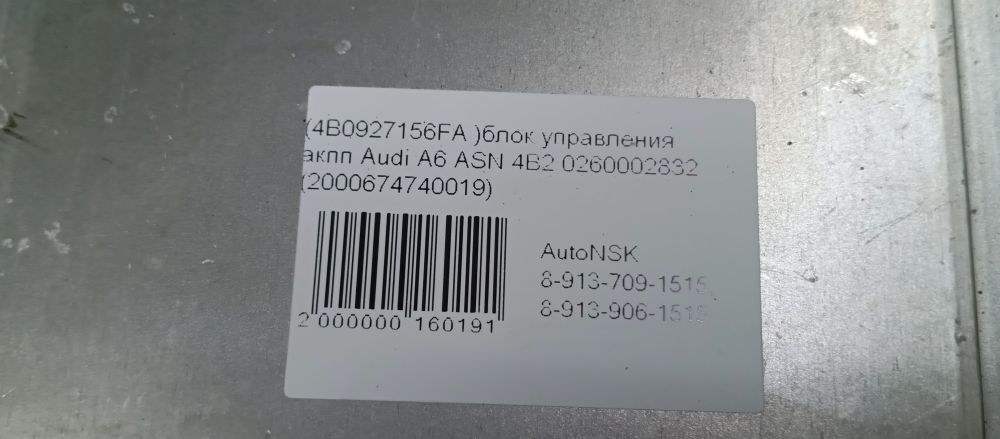 (4B0927156FA )блок управления
акпп Audi A6 ASN 4B2 0260002832
(2000674740019)
AutoNSK
8-913-709-1515
8-913-906-1515
2 000000 160191